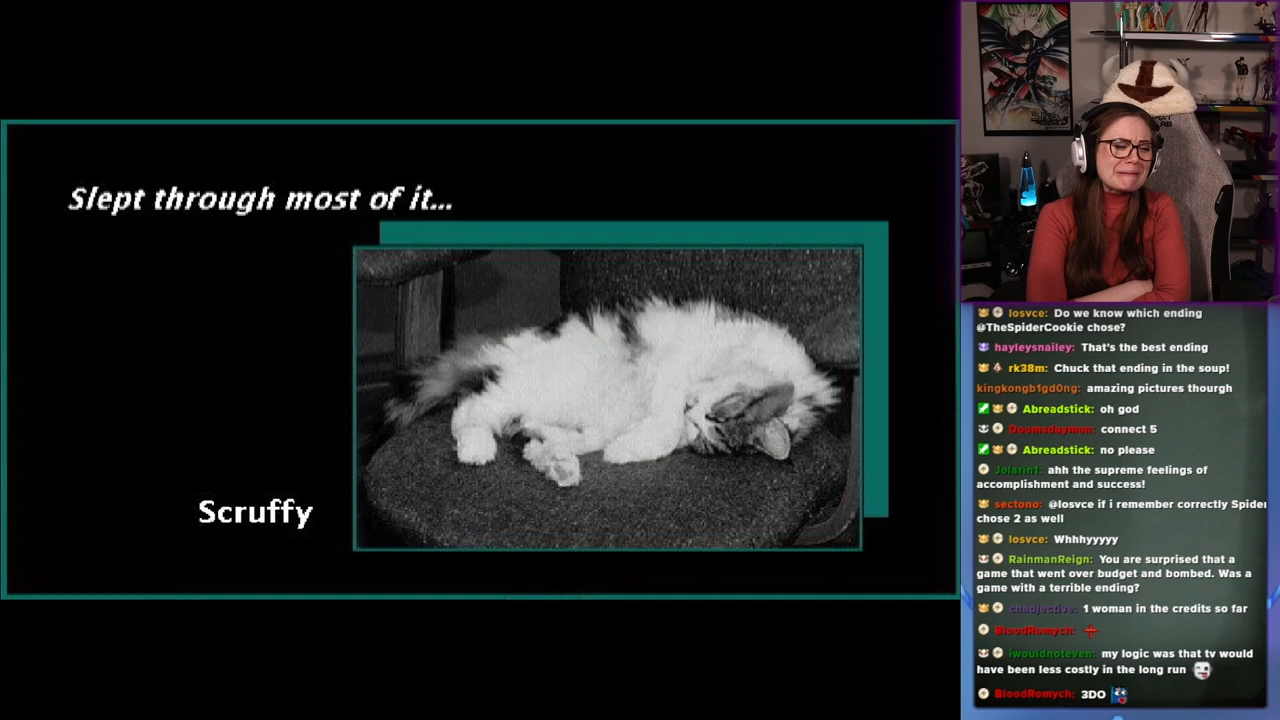 Slept through most of it...
Scruffy
losvce: Do we know which ending
@TheSpiderCookie chose?
hayleysnailey: That's the best ending
rk38m: Chuck that ending in the soup!
kingkongb1gd0ng: amazing pictures thourgh
Abreadstick: oh god
Doomsdayman: connect 5
Abreadstick: no please
Jolarin1: ahh the supreme feelings of
accomplishment and success!
sectono: @losvce if i remember correctly Spider
chose 2 as well
losvce: Whhhyyyyy
RainmanReign: You are surprised that a
game that went over budget and bombed. Was a
game with a terrible ending?
chadjective: 1 woman in the credits so far
BloodRomych:
iwouldnoteven: my logic was that tv would
have been less costly in the long run
BloodRomych: 3DO